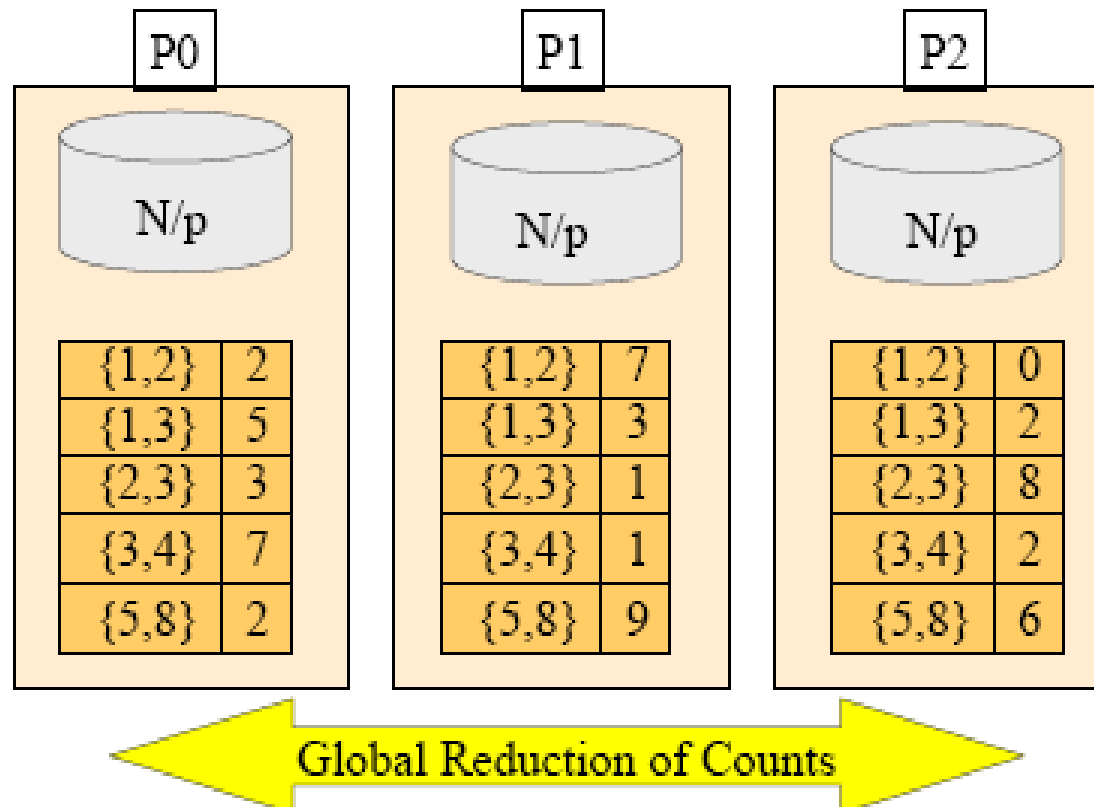 P0
P1
P2
N/p
N/p
N/p
{1,2} 2
{1,3} 5
{2,3} 3
{3,4} 7
{5,8} 2
{1,2} 7
{1,3} 3
{2,3} 1
{3,4} 1
{5,8} 9
{1,2} 0
{1,3} 2
{2,3} 8
{3,4} 2
{5,8} 6
Global Reduction of Counts